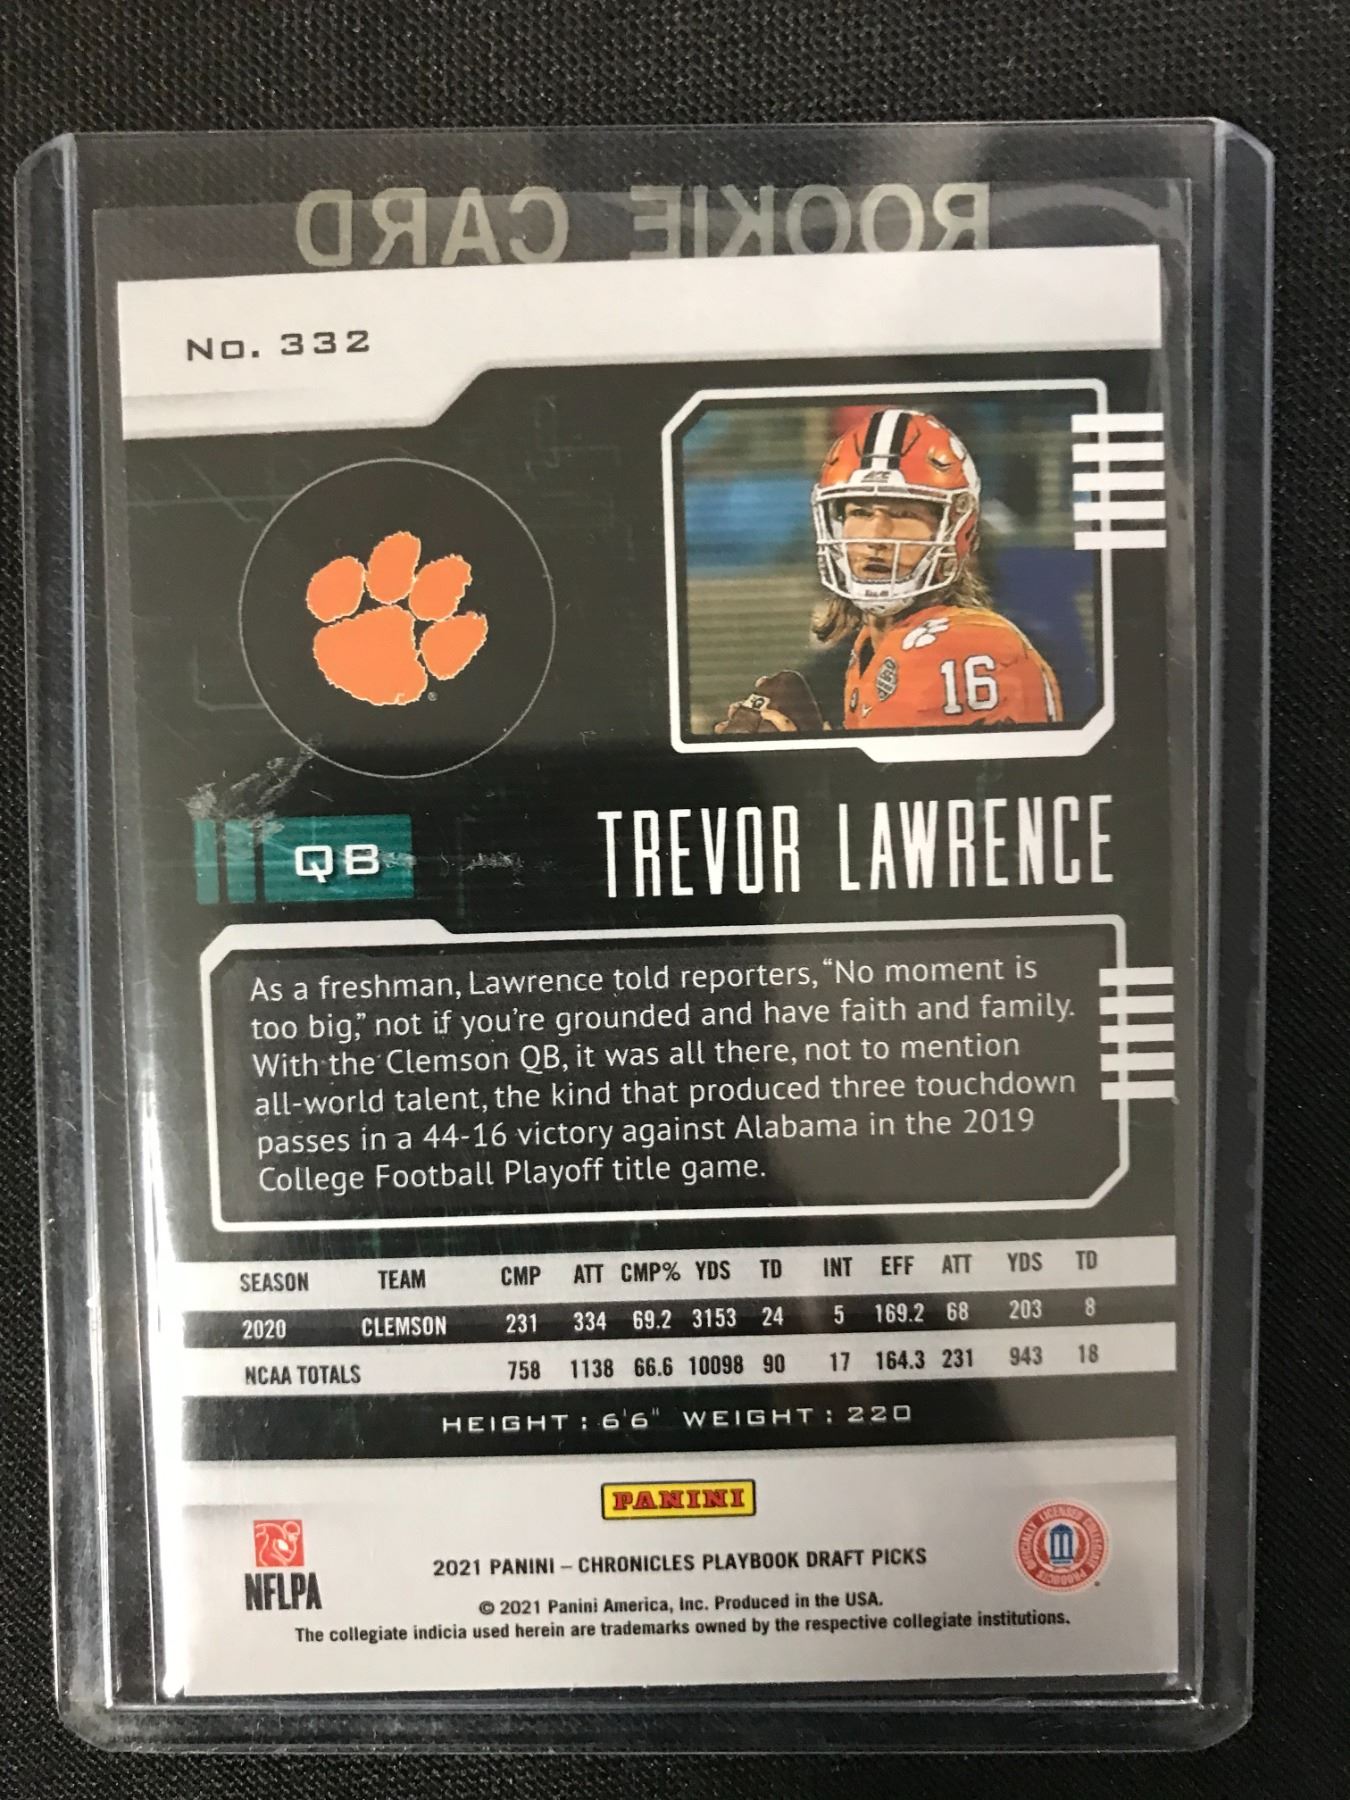 ROOKIE CARD
No. 332
16
QB
TREVOR LAWRENCE
As a freshman, Lawrence told reporters, “No moment is
too big,” not if you’re grounded and have faith and family.
With the Clemson QB, it was all there, not to mention
all-world talent, the kind that produced three touchdown
passes in a 44-16 victory against Alabama in the 2019
College Football Playoff title game.
SEASON TEAM CMP ATT CMP% YDS TD INT EFF ATT YDS TD
2020 CLEMSON 231 334 69.2 3153 24 5 169.2 68 203 8
NCAA TOTALS 758 1138 66.6 10098 90 17 164.3 231 943 18
HEIGHT : 6'6" WEIGHT : 220
PANINI
NFLPA
OFFICIALLY LICENSED COLLEGIATE PRODUCTS
2021 PANINI – CHRONICLES PLAYBOOK DRAFT PICKS
© 2021 Panini America, Inc. Produced in the USA.
The collegiate indicia used herein are trademarks owned by the respective collegiate institutions.